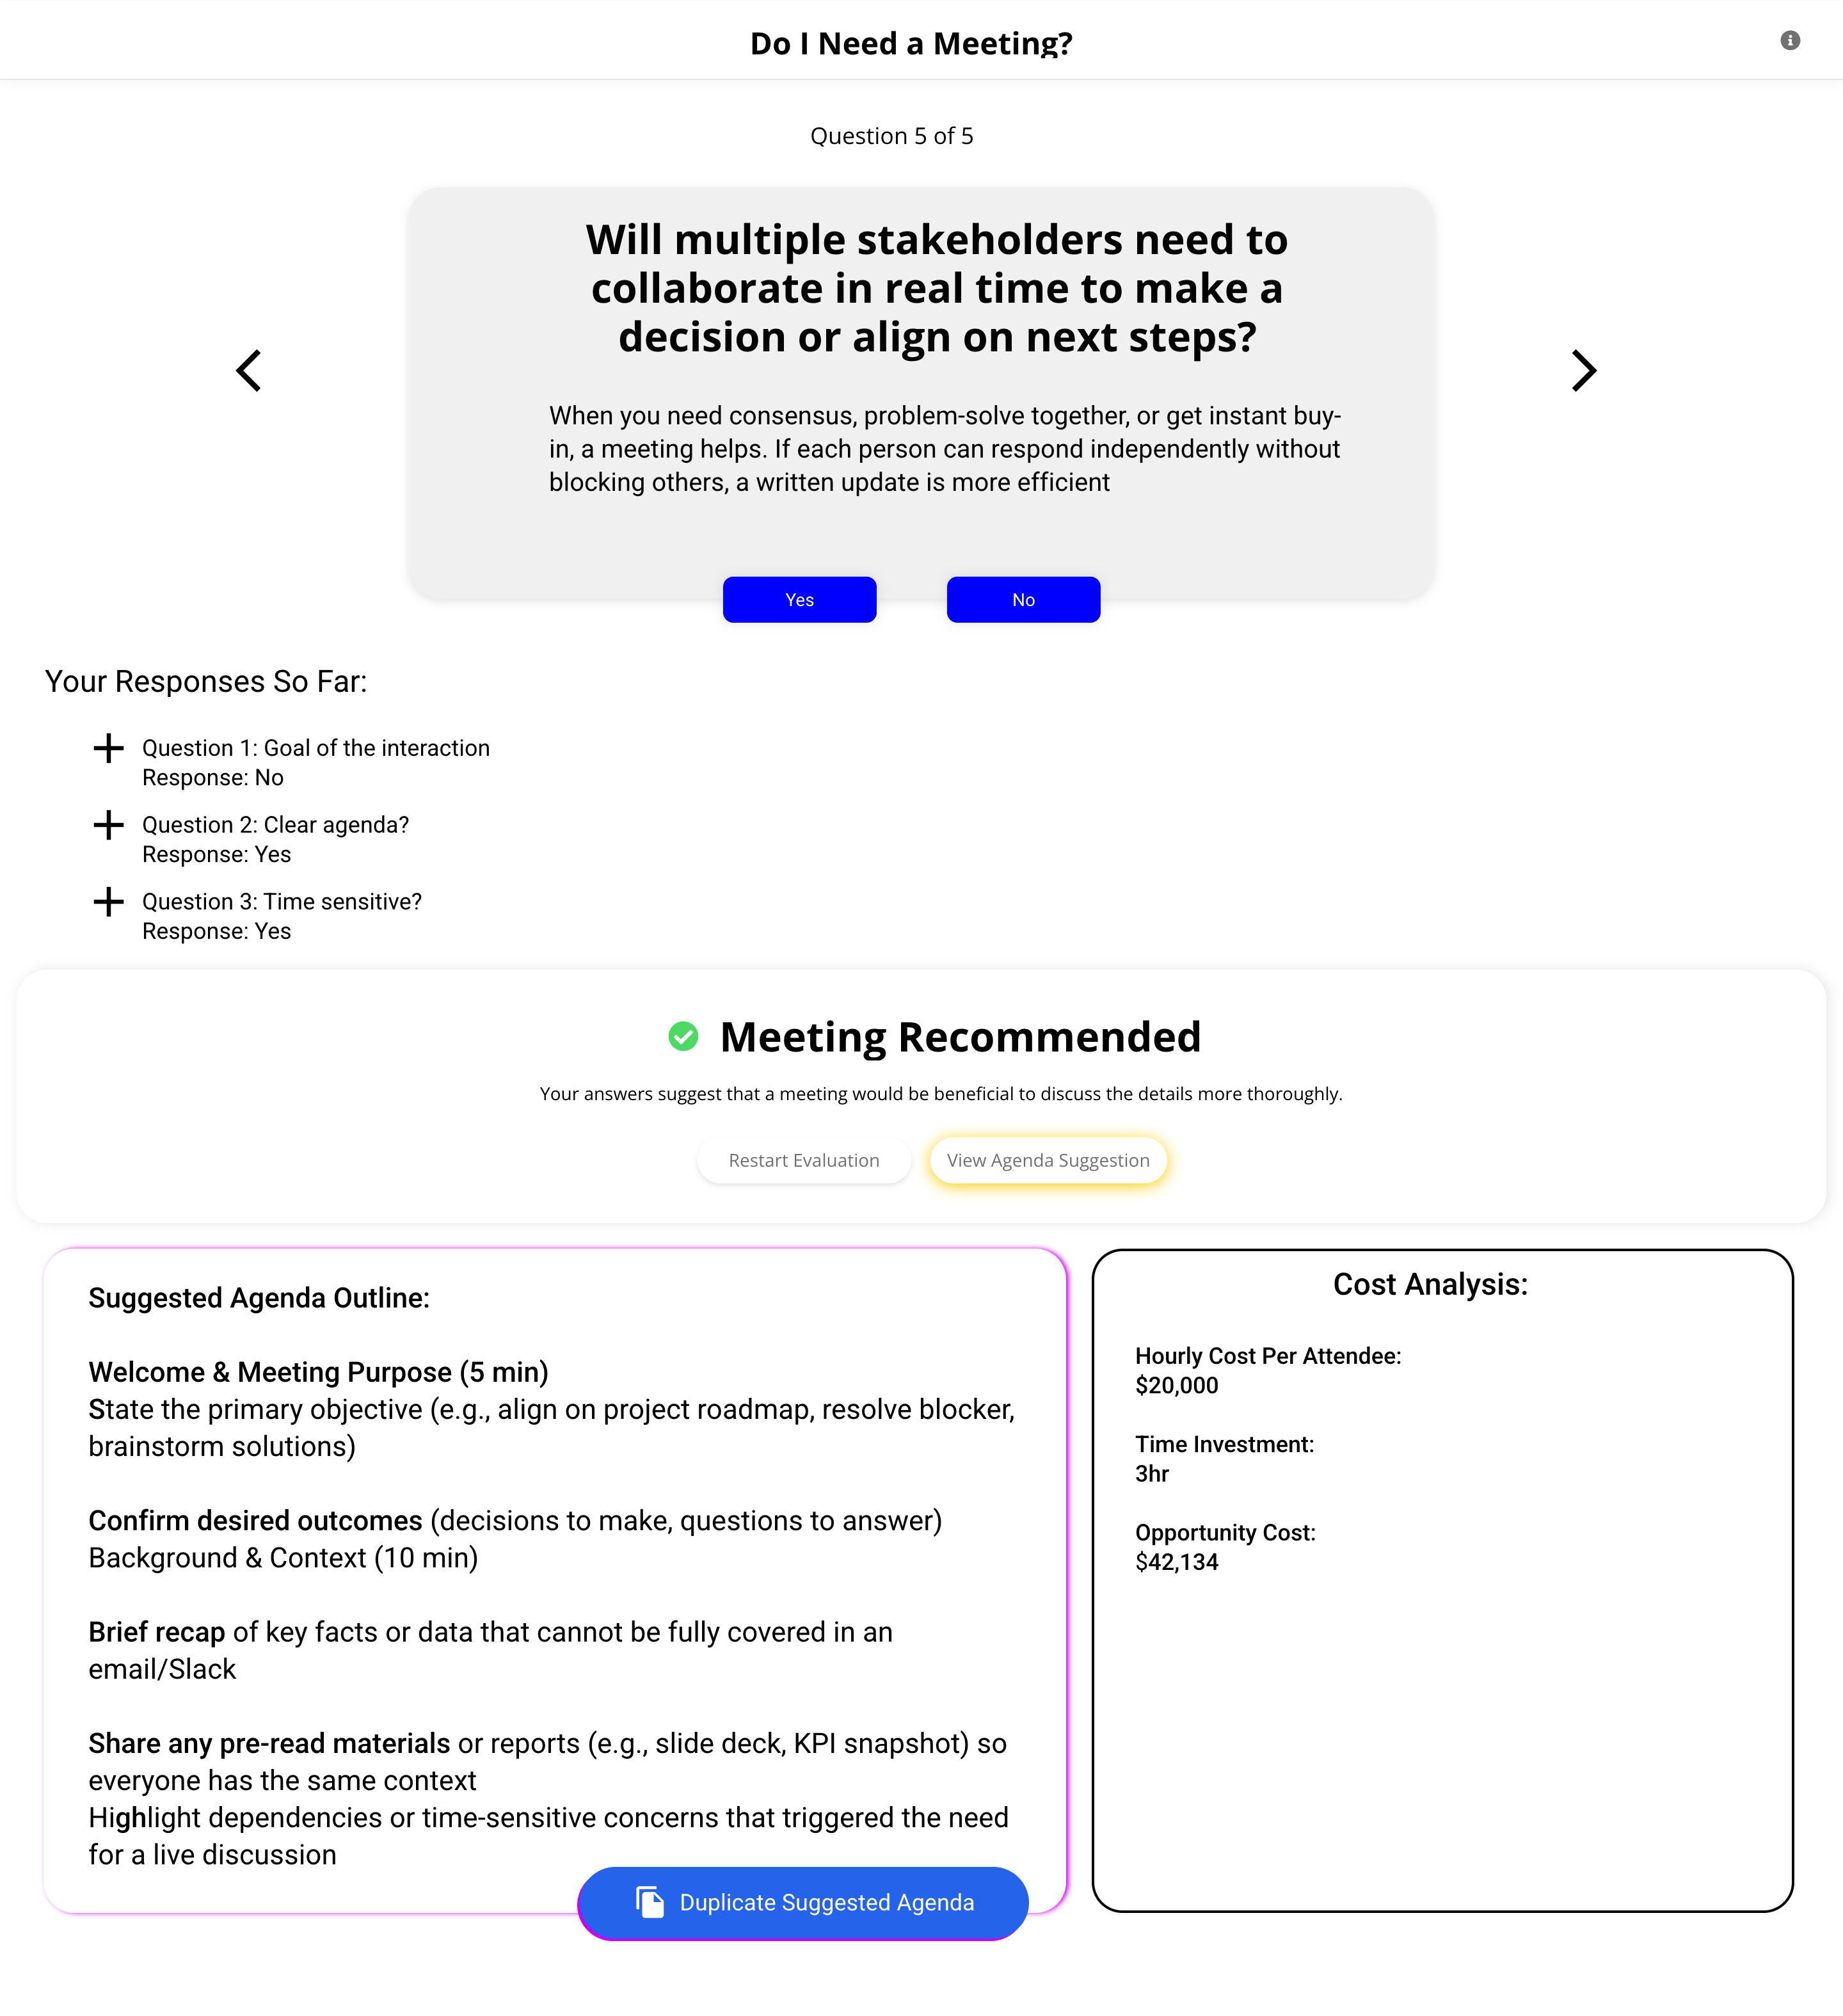 Do I Need a Meeting?
Question 5 of 5
Will multiple stakeholders need to
collaborate in real time to make a
decision or align on next steps?
When you need consensus, problem-solve together, or get instant buy-
in, a meeting helps. If each person can respond independently without
blocking others, a written update is more efficient
Yes
No
Your Responses So Far:
Question 1: Goal of the interaction
Response: No
Question 2: Clear agenda?
Response: Yes
Question 3: Time sensitive?
Response: Yes
Meeting Recommended
Your answers suggest that a meeting would be beneficial to discuss the details more thoroughly.
Restart Evaluation
View Agenda Suggestion
Suggested Agenda Outline:
Welcome & Meeting Purpose (5 min)
State the primary objective (e.g., align on project roadmap, resolve blocker,
brainstorm solutions)
Confirm desired outcomes (decisions to make, questions to answer)
Background & Context (10 min)
Brief recap of key facts or data that cannot be fully covered in an
email/Slack
Share any pre-read materials or reports (e.g., slide deck, KPI snapshot) so
everyone has the same context
Highlight dependencies or time-sensitive concerns that triggered the need
for a live discussion
Duplicate Suggested Agenda
Cost Analysis:
Hourly Cost Per Attendee:
$20,000
Time Investment:
3hr
Opportunity Cost:
$42,134